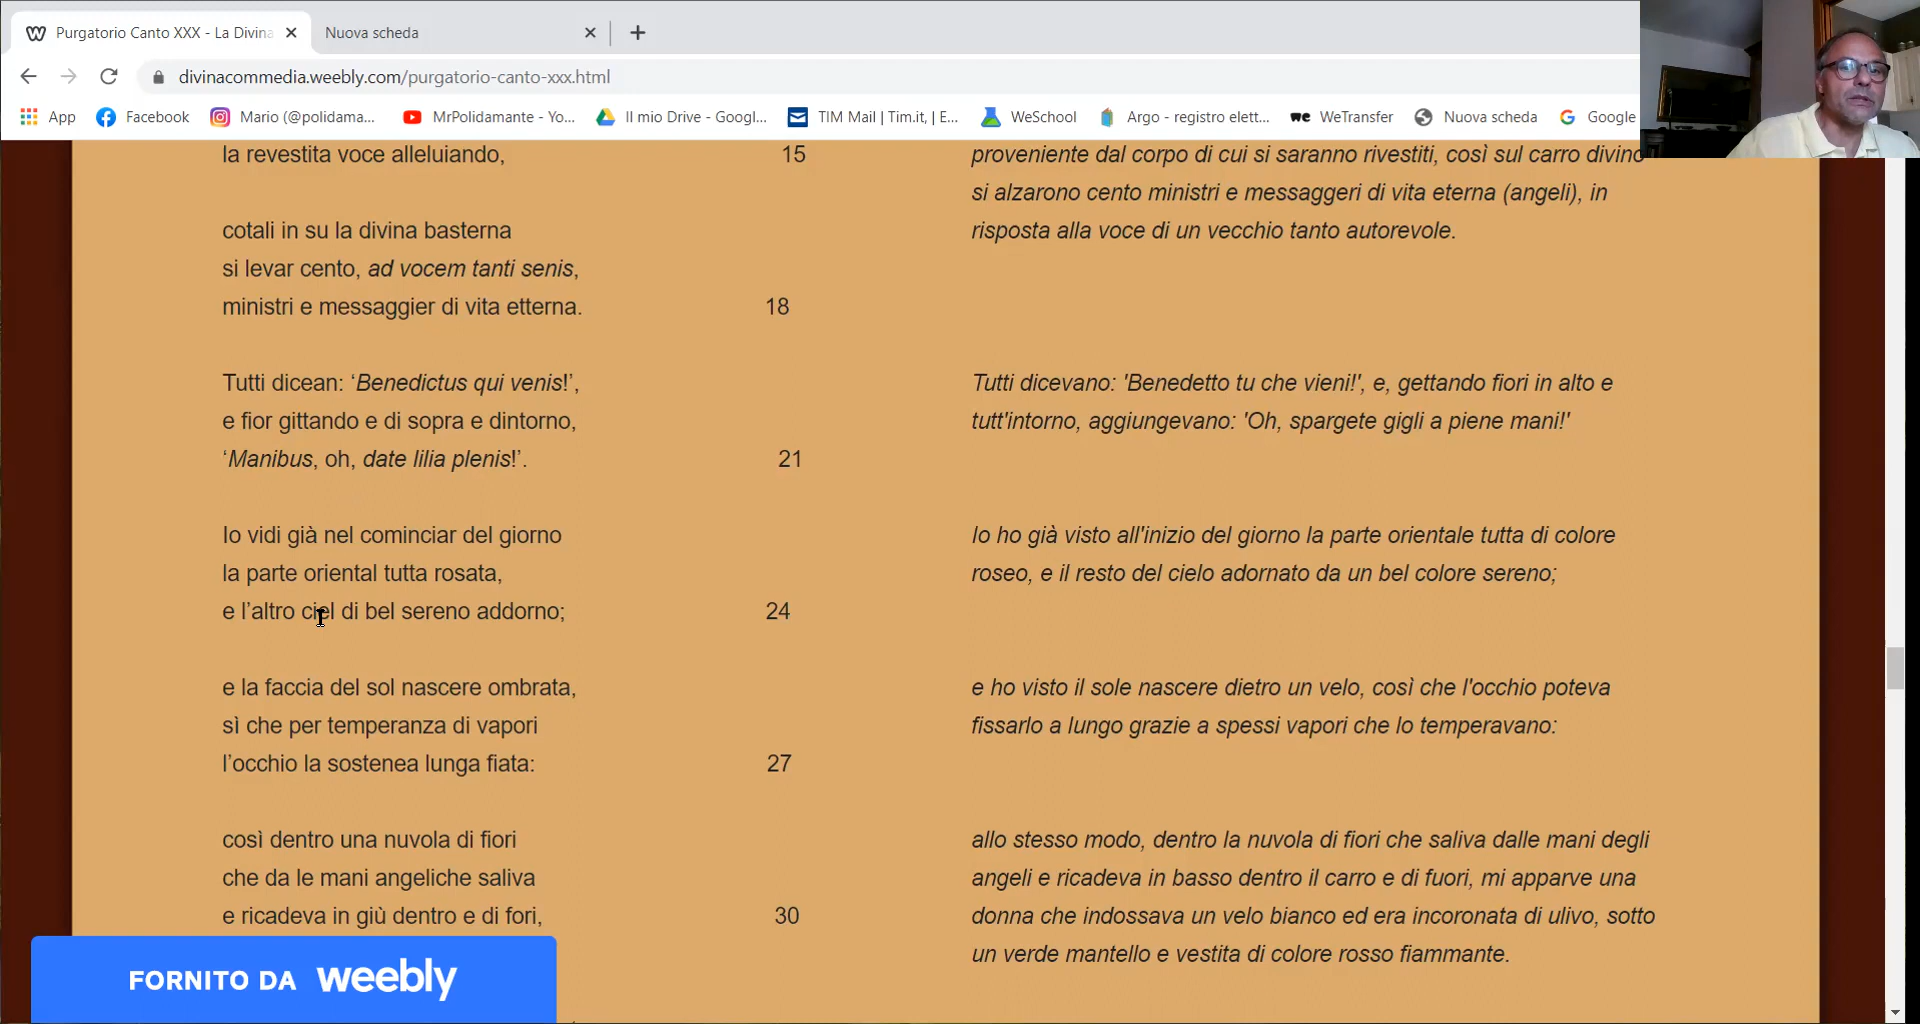 Purgatorio Canto XXX - La Divina
Nuova scheda
divinacommedia.weebly.com/purgatorio-canto-xxx.html
App
Facebook
Mario (@polidama...
MrPolidamante - Yo...
Il mio Drive - Googl...
TIM Mail | Tim.it, | E...
WeSchool
Argo - registro elett...
WeTransfer
Nuova scheda
Google
la revestita voce alleluiando,
15
cotali in su la divina basterna
si levar cento, ad vocem tanti senis,
ministri e messaggier di vita etterna.
18
Tutti dicean: ‘Benedictus qui venis!’,
e fior gittando e di sopra e dintorno,
‘Manibus, oh, date lilia plenis!’.
21
Io vidi già nel cominciar del giorno
la parte oriental tutta rosata,
e l’altro ciel di bel sereno addorno;
24
e la faccia del sol nascere ombrata,
sì che per temperanza di vapori
l’occhio la sostenea lunga fiata:
27
così dentro una nuvola di fiori
che da le mani angeliche saliva
e ricadeva in giù dentro e di fori,
30
proveniente dal corpo di cui si saranno rivestiti, così sul carro divino
si alzarono cento ministri e messaggeri di vita eterna (angeli), in
risposta alla voce di un vecchio tanto autorevole.
Tutti dicevano: 'Benedetto tu che vieni!', e, gettando fiori in alto e
tutt'intorno, aggiungevano: 'Oh, spargete gigli a piene mani!'
Io ho già visto all'inizio del giorno la parte orientale tutta di colore
roseo, e il resto del cielo adornato da un bel colore sereno;
e ho visto il sole nascere dietro un velo, così che l'occhio poteva
fissarlo a lungo grazie a spessi vapori che lo temperavano:
allo stesso modo, dentro la nuvola di fiori che saliva dalle mani degli
angeli e ricadeva in basso dentro il carro e di fuori, mi apparve una
donna che indossava un velo bianco ed era incoronata di ulivo, sotto
un verde mantello e vestita di colore rosso fiammante.
FORNITO DA weebly